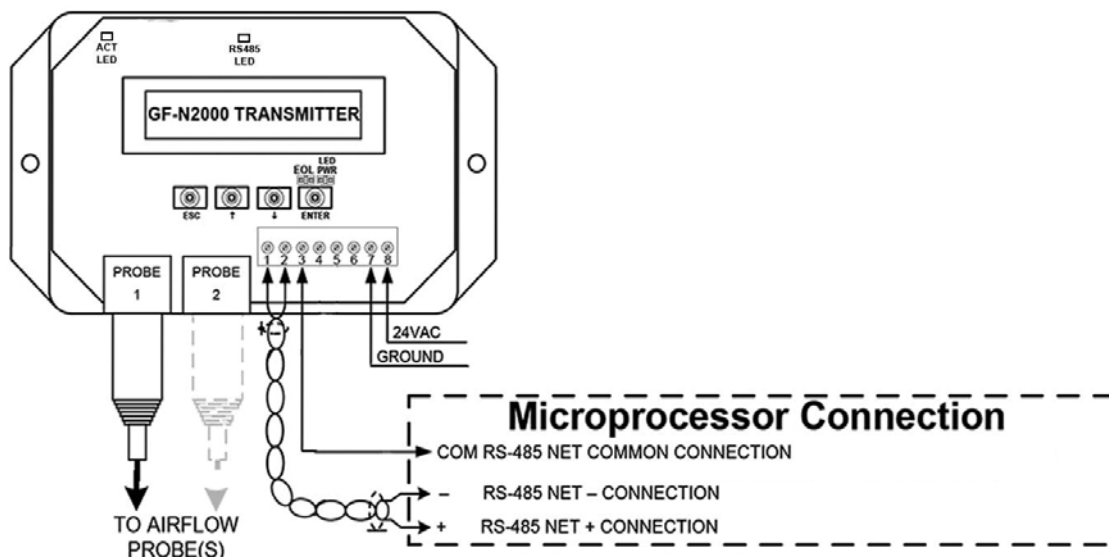 ACT
LED
RS485
LED
GF-N2000 TRANSMITTER
LED
EOL PWR
ESC ↑ ↓ ENTER
1 2 3 4 5 6 7 8
PROBE
1
PROBE
2
24VAC
GROUND
Microprocessor Connection
COM RS-485 NET COMMON CONNECTION
– RS-485 NET – CONNECTION
+ RS-485 NET + CONNECTION
TO AIRFLOW
PROBE(S)